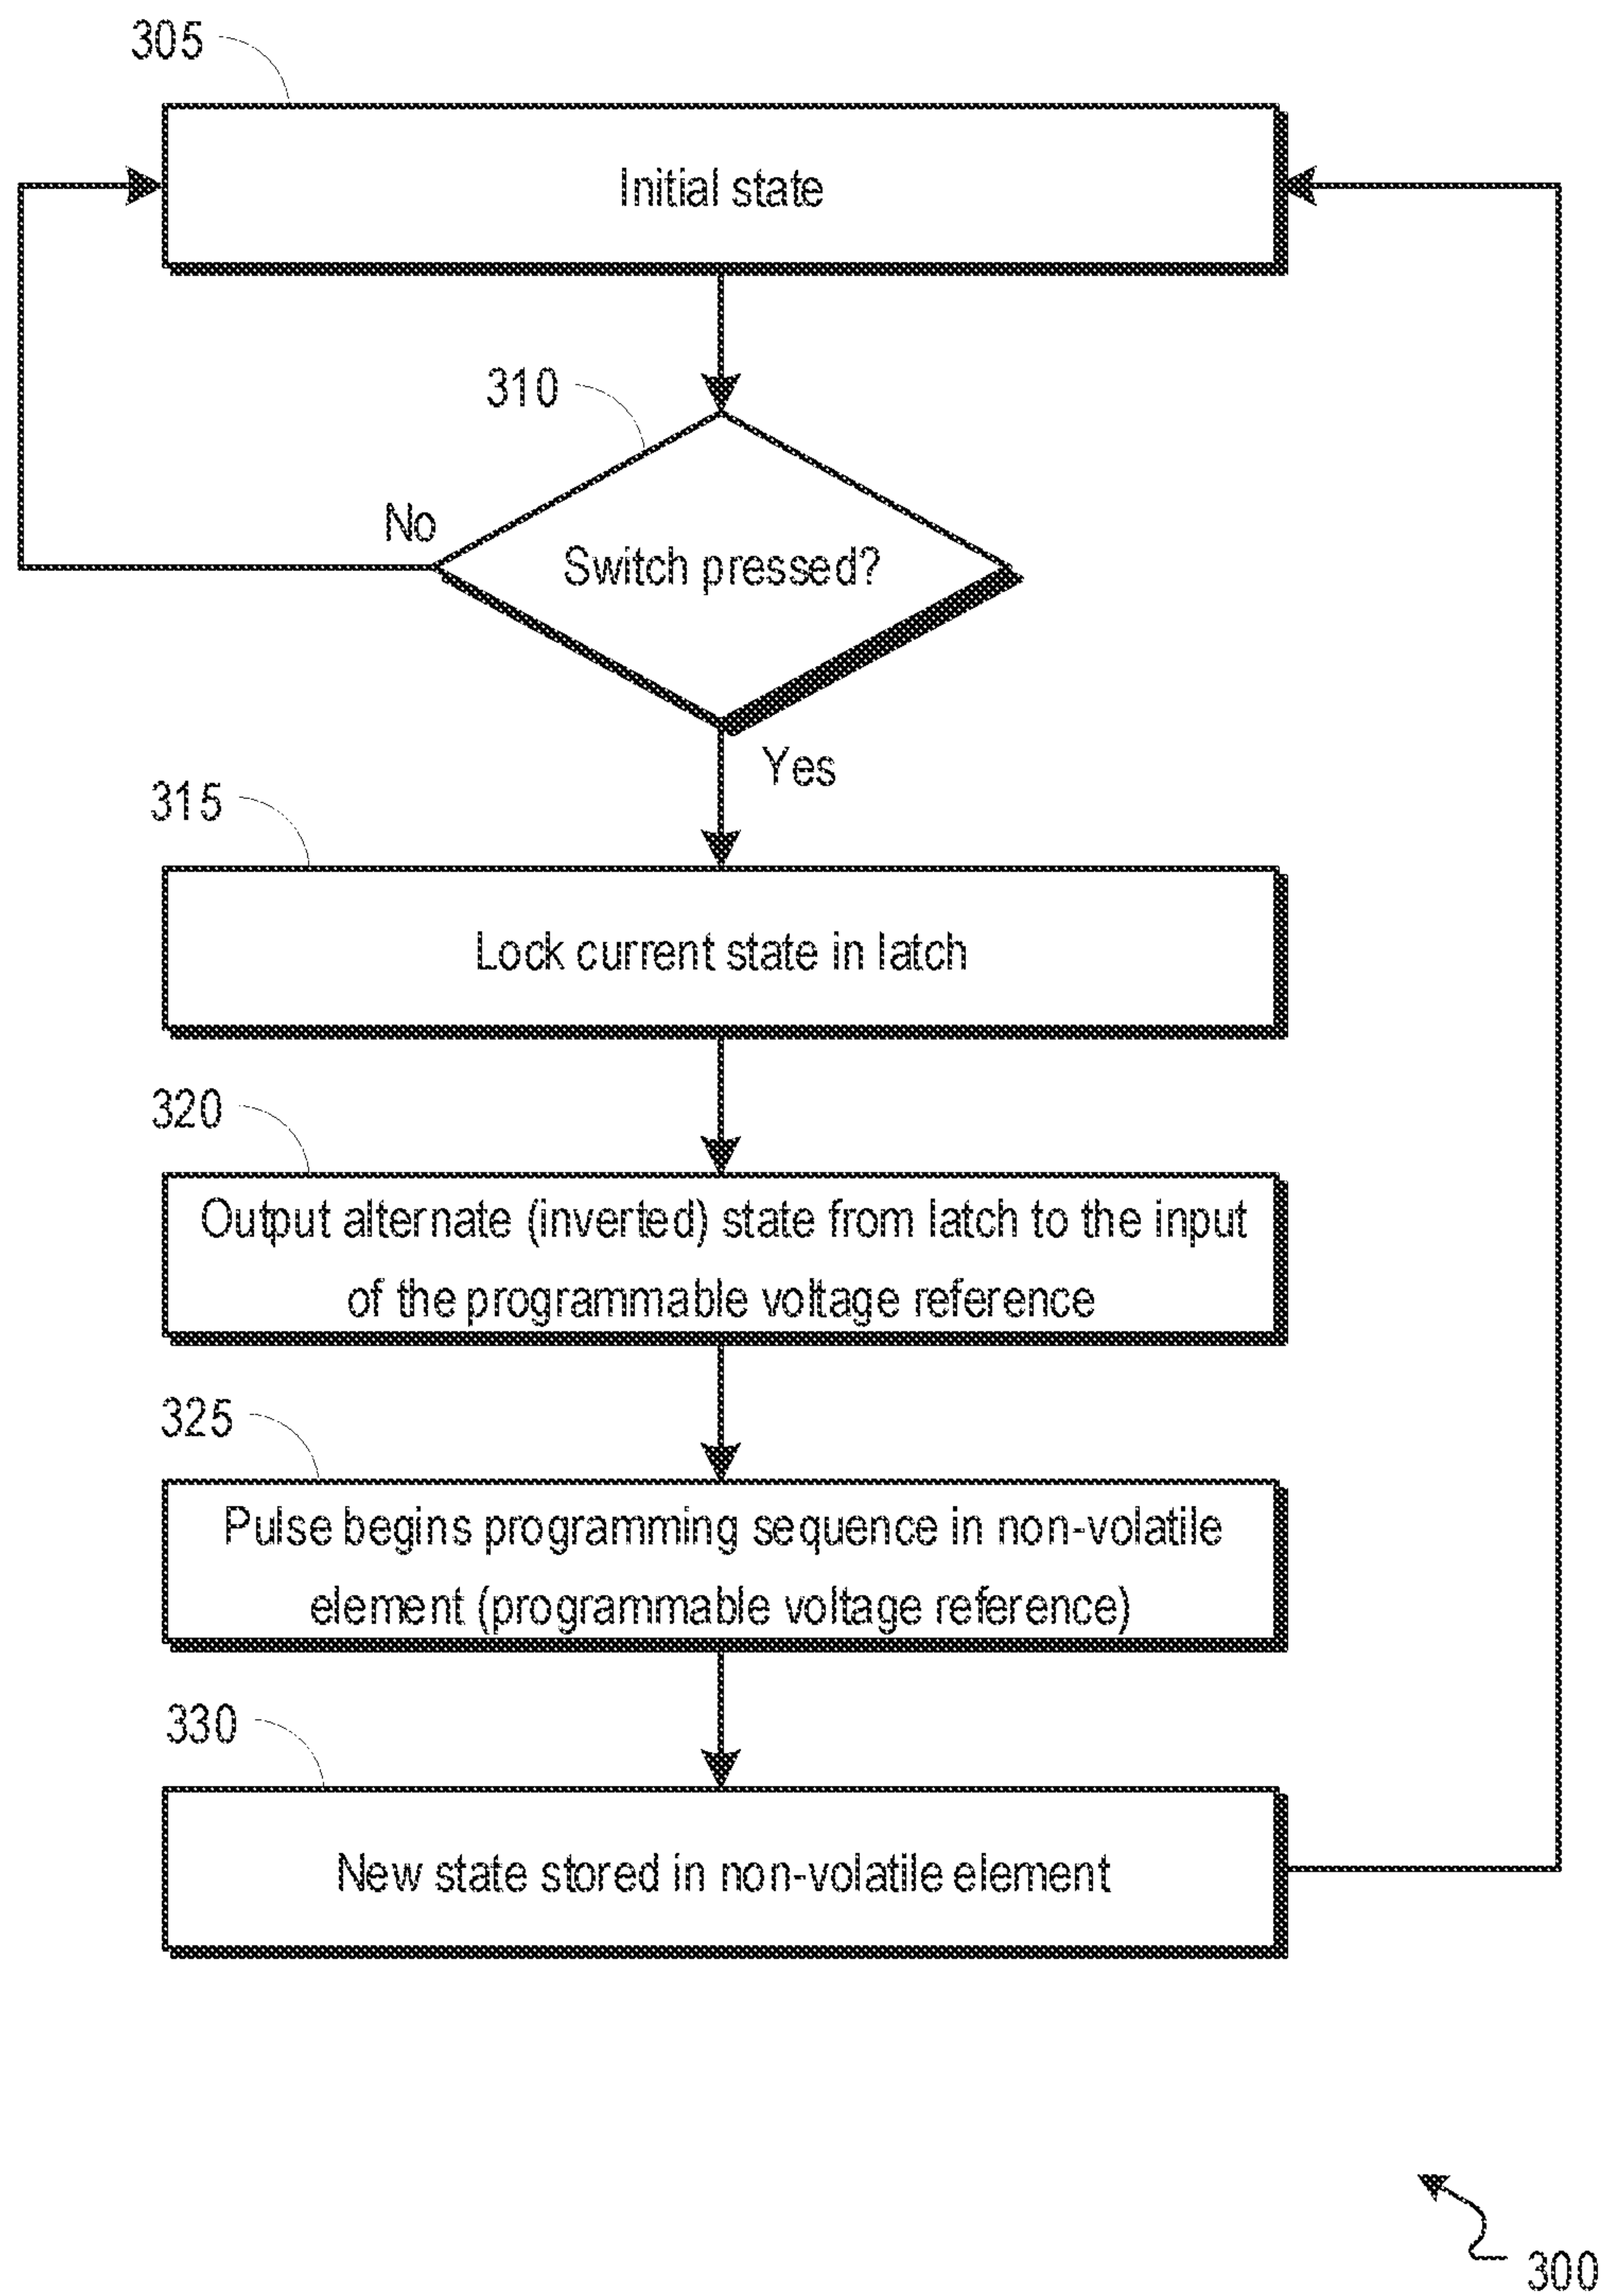 305
Initial state
310
No
Switch pressed?
Yes
315
Lock current state in latch
320
Output alternate (inverted) state from latch to the input
of the programmable voltage reference
325
Pulse begins programming sequence in non-volatile
element (programmable voltage reference)
330
New state stored in non-volatile element
300